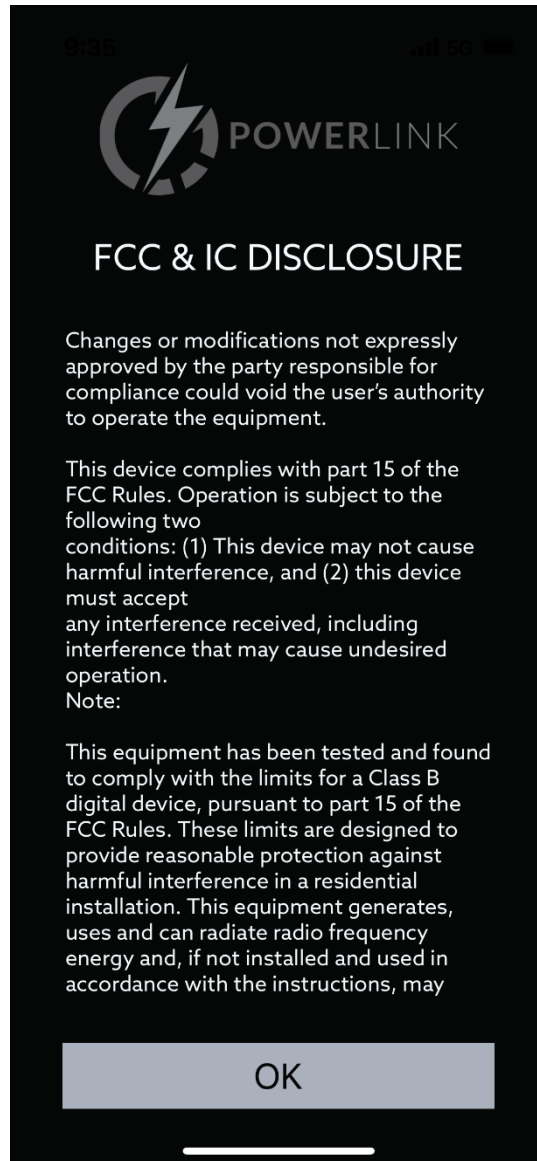 9:35
5G
POWERLINK
FCC & IC DISCLOSURE
Changes or modifications not expressly
approved by the party responsible for
compliance could void the user’s authority
to operate the equipment.
This device complies with part 15 of the
FCC Rules. Operation is subject to the
following two
conditions: (1) This device may not cause
harmful interference, and (2) this device
must accept
any interference received, including
interference that may cause undesired
operation.
Note:
This equipment has been tested and found
to comply with the limits for a Class B
digital device, pursuant to part 15 of the
FCC Rules. These limits are designed to
provide reasonable protection against
harmful interference in a residential
installation. This equipment generates,
uses and can radiate radio frequency
energy and, if not installed and used in
accordance with the instructions, may
OK